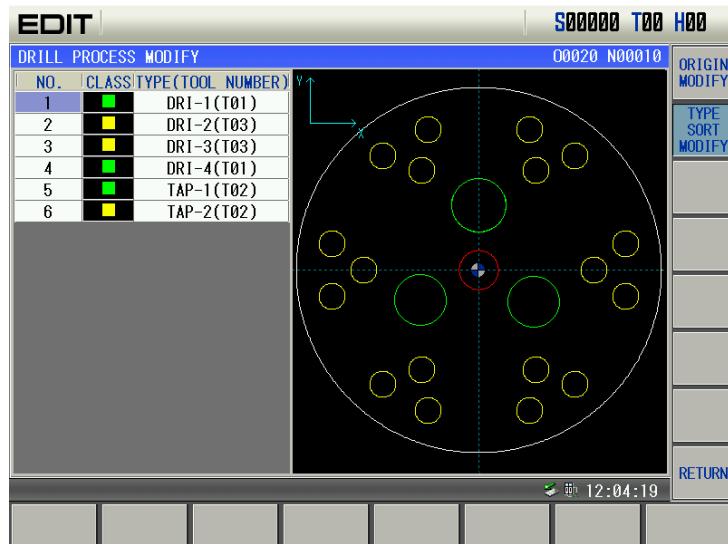 EDIT S00000 T00 H00
DRILL PROCESS MODIFY O0020 N00010
NO. CLASS TYPE(TOOL NUMBER)
1 DRI-1(T01)
2 DRI-2(T03)
3 DRI-3(T03)
4 DRI-4(T01)
5 TAP-1(T02)
6 TAP-2(T02)
Y
X
ORIGIN
MODIFY
TYPE
SORT
MODIFY
RETURN
12:04:19